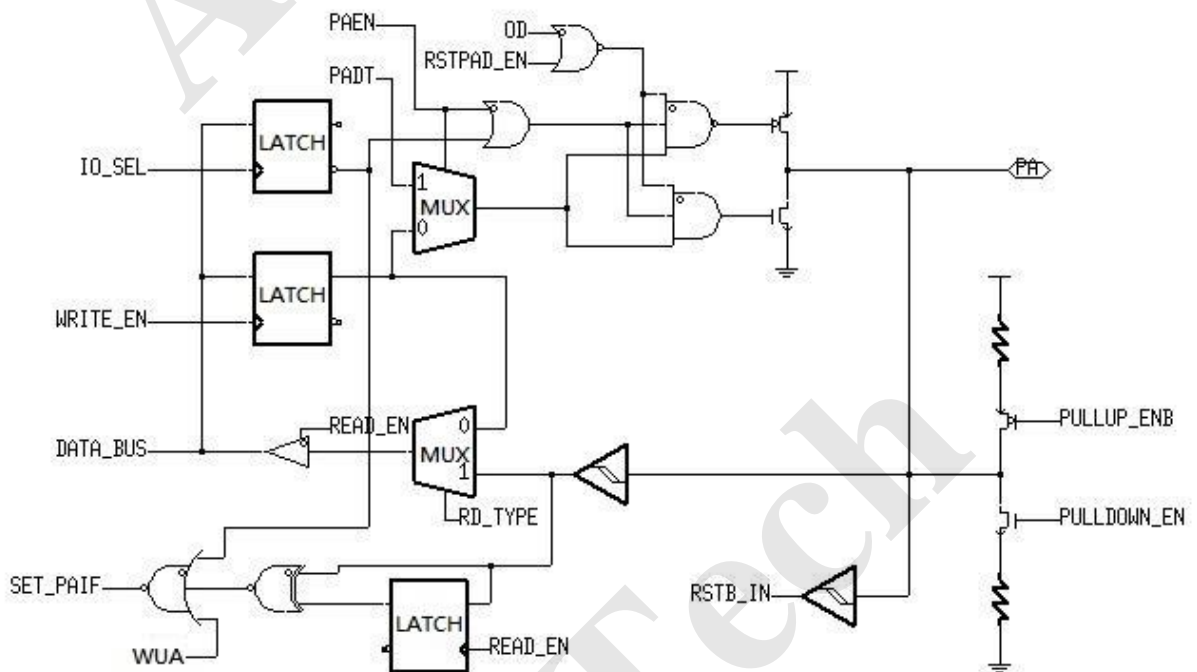 PAEN
OD
RSTPAD_EN
PADT
LATCH
IO_SEL
PA
1
MUX
0
LATCH
WRITE_EN
READ_EN
0
PULLUP_ENB
DATA_BUS
MUX
1
RD_TYPE
PULLDOWN_EN
SET_PAIF
RSTB_IN
LATCH
READ_EN
WUA
Tech